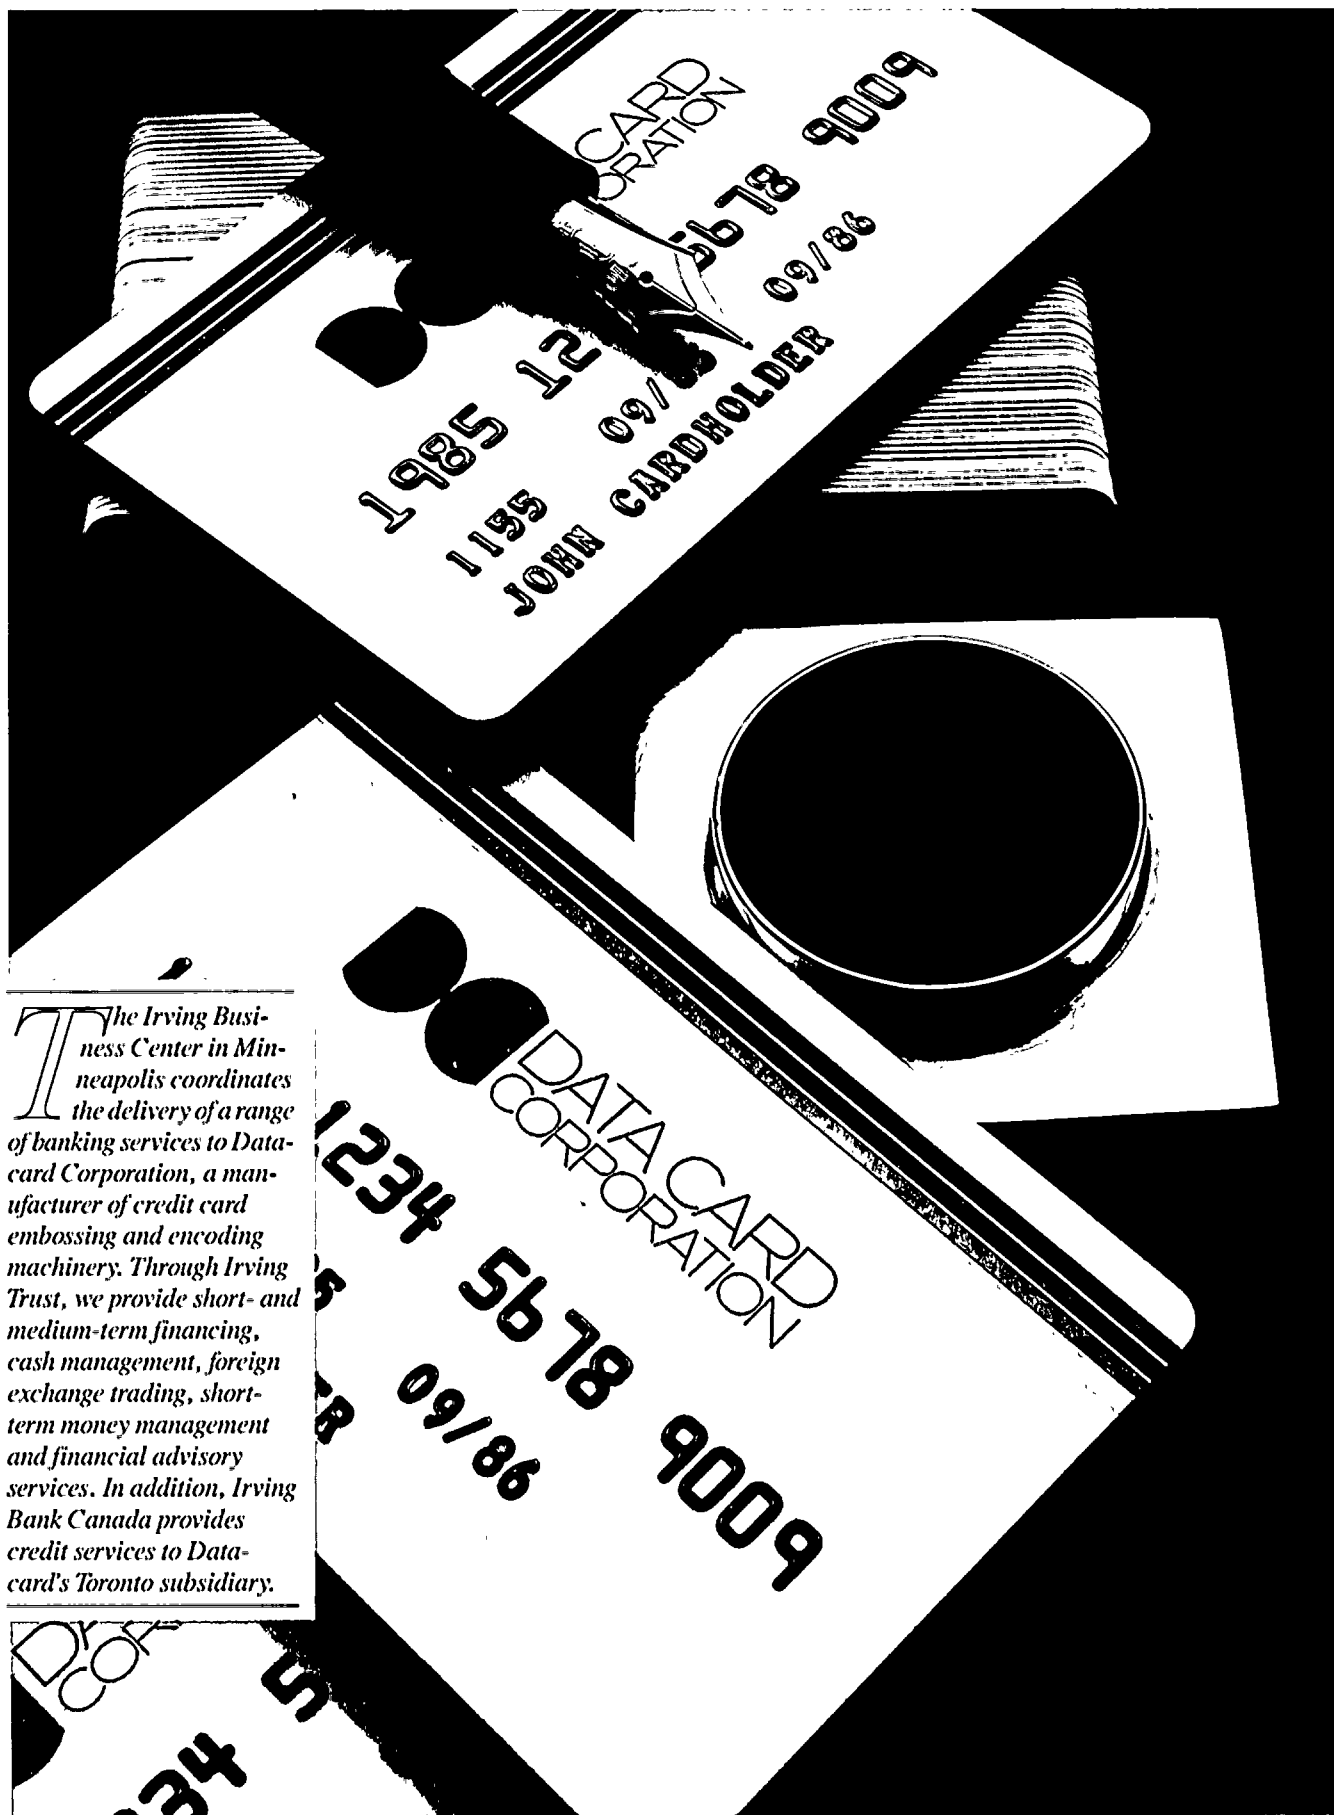 CARD
ORATION
1985 12
5678 9009
1155
09/
09/86
JOHN CARDHOLDER
DATA CARD
CORPORATION
1234 5678 9009
09/86
The Irving Busi-
ness Center in Min-
neapolis coordinates
the delivery of a range
of banking services to Data-
card Corporation, a man-
ufacturer of credit card
embossing and encoding
machinery. Through Irving
Trust, we provide short- and
medium-term financing,
cash management, foreign
exchange trading, short-
term money management
and financial advisory
services. In addition, Irving
Bank Canada provides
credit services to Data-
card's Toronto subsidiary.
DA
COR
234 5